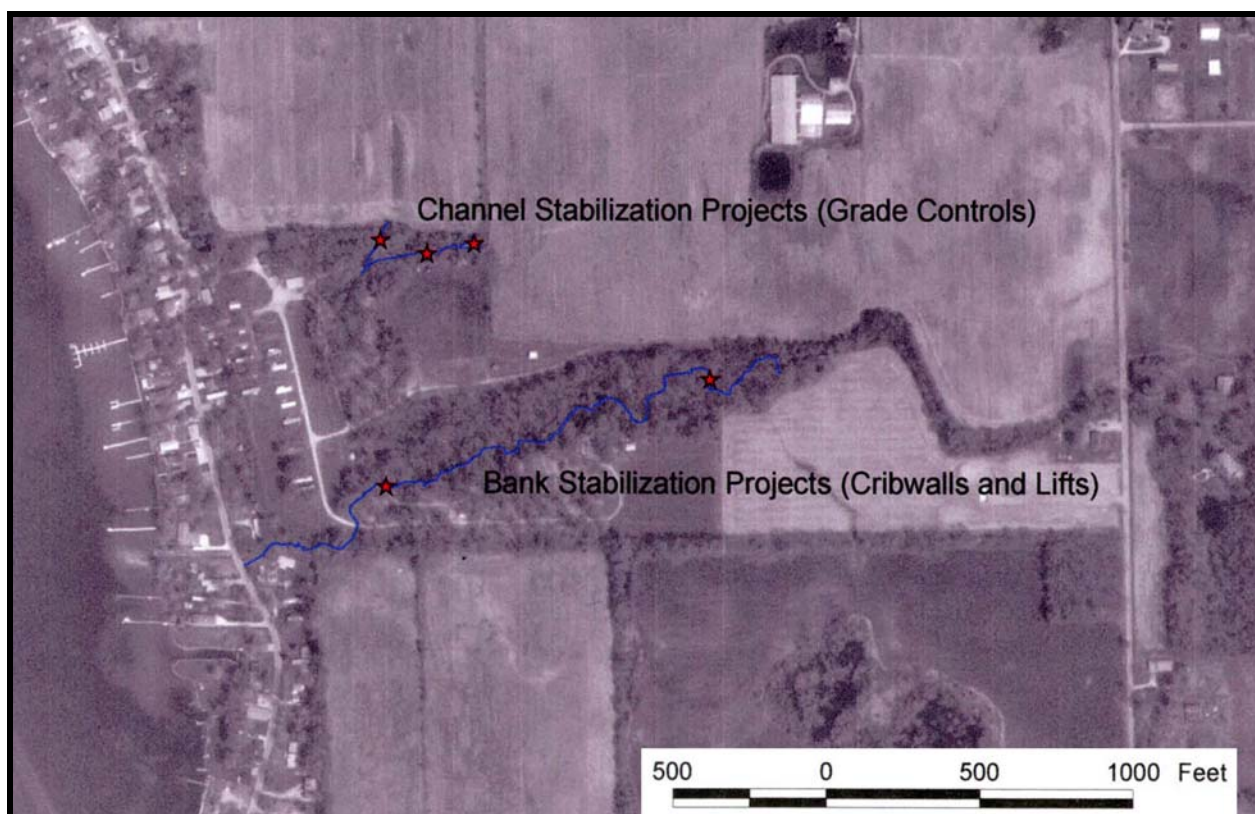 Channel Stabilization Projects (Grade Controls)
Bank Stabilization Projects (Cribwalls and Lifts)
500 0 500 1000 Feet